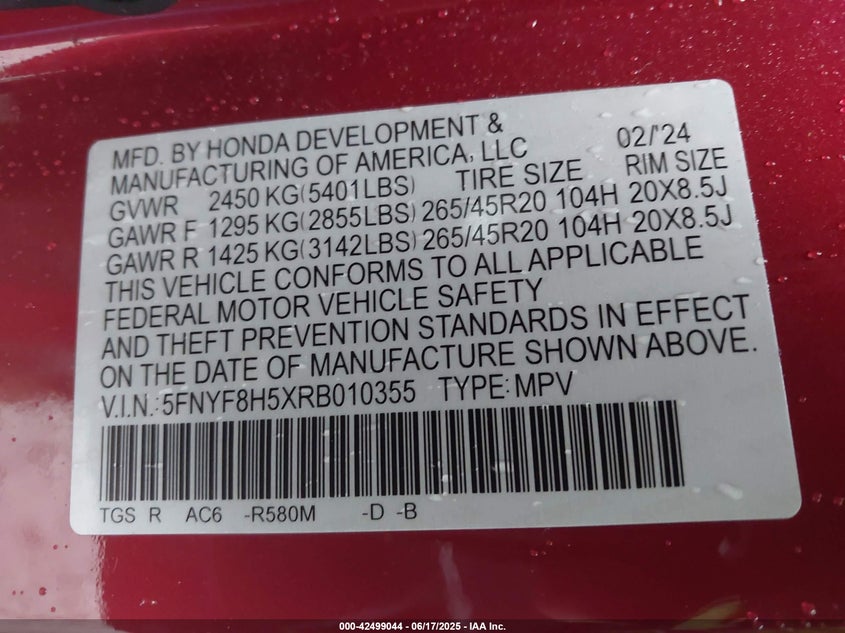 MFD. BY HONDA DEVELOPMENT &
MANUFACTURING OF AMERICA, LLC 02/'24
GVWR 2450 KG(5401LBS) TIRE SIZE RIM SIZE
GAWR F 1295 KG(2855LBS) 265/45R20 104H 20X8.5J
GAWR R 1425 KG(3142LBS) 265/45R20 104H 20X8.5J
THIS VEHICLE CONFORMS TO ALL APPLICABLE
FEDERAL MOTOR VEHICLE SAFETY
AND THEFT PREVENTION STANDARDS IN EFFECT
ON THE DATE OF MANUFACTURE SHOWN ABOVE.
V.I.N.:5FNYF8H5XRB010355 TYPE: MPV
TGS R AC6 -R580M -D -B
000-42499044 - 06/17/2025 - IAA Inc.